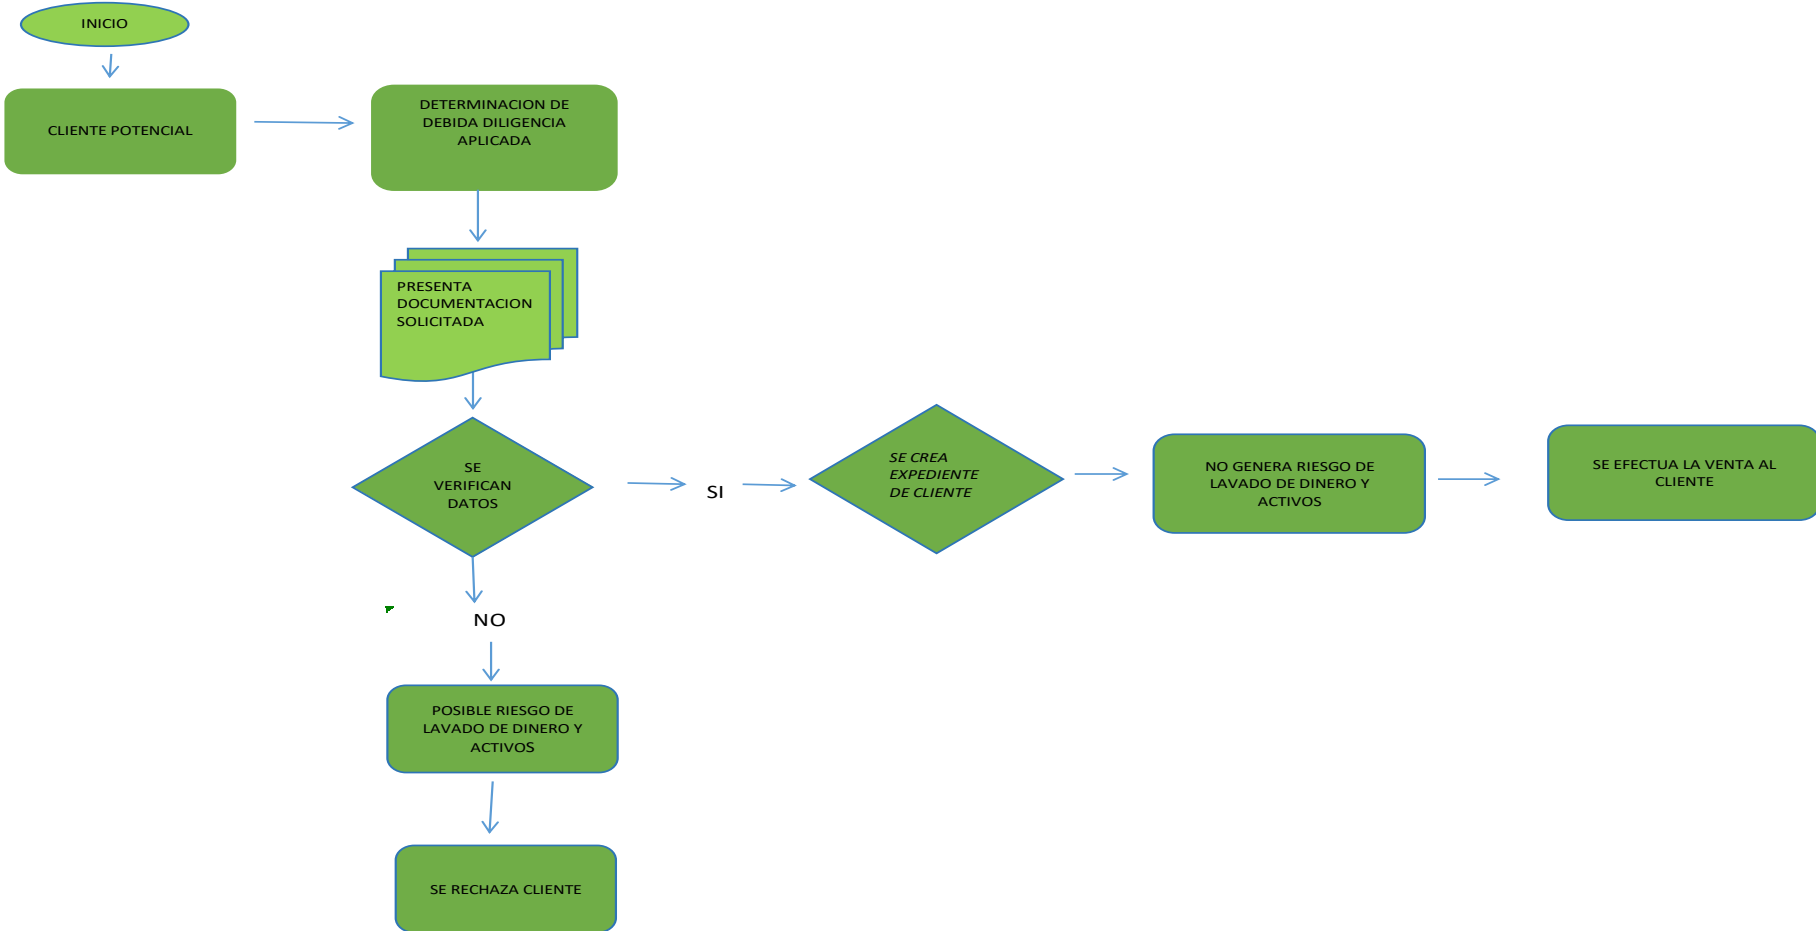 INICIO
CLIENTE POTENCIAL
DETERMINACION DE
DEBIDA DILIGENCIA
APLICADA
PRESENTA
DOCUMENTACION
SOLICITADA
SE
VERIFICAN
DATOS
SI
SE CREA
EXPEDIENTE
DE CLIENTE
NO GENERA RIESGO DE
LAVADO DE DINERO Y
ACTIVOS
SE EFECTUA LA VENTA AL
CLIENTE
NO
POSIBLE RIESGO DE
LAVADO DE DINERO Y
ACTIVOS
SE RECHAZA CLIENTE